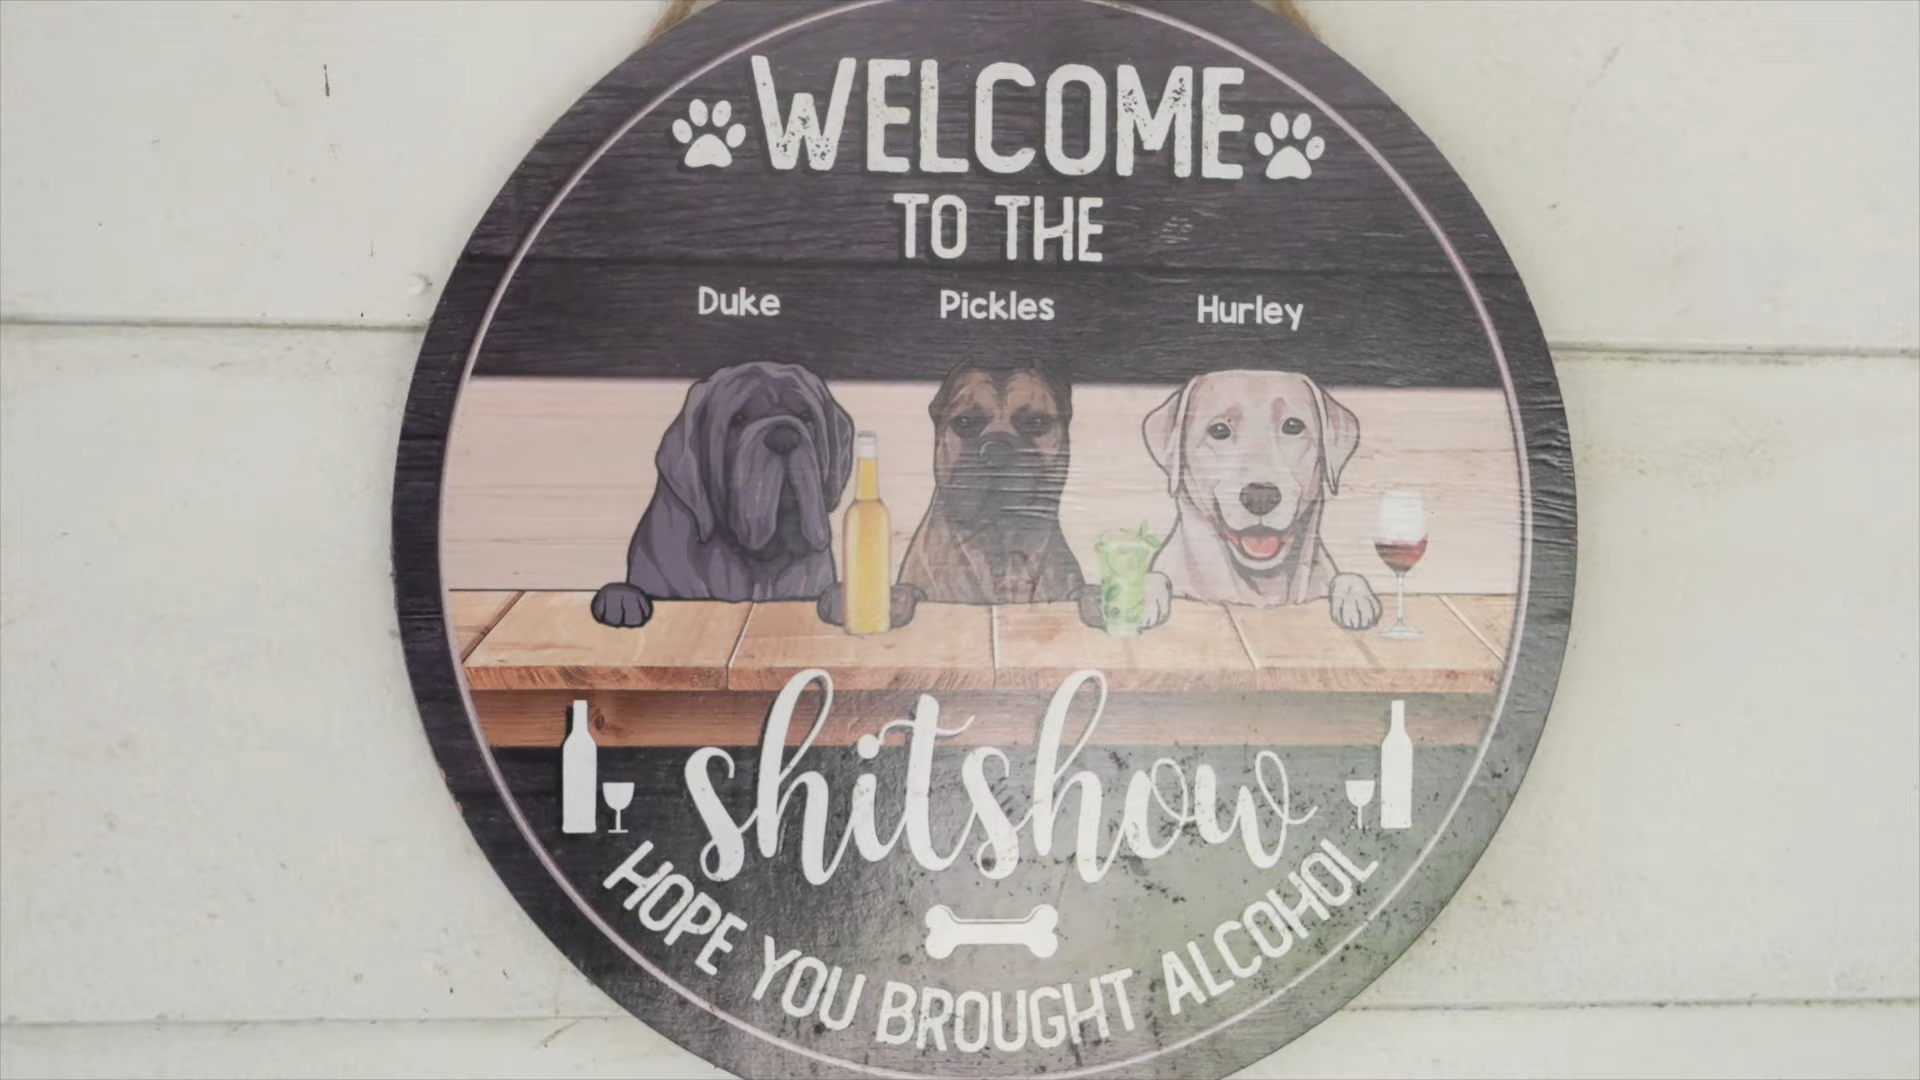 WELCOME
TO THE
Duke Pickles Hurley
shitshow
HOPE YOU BROUGHT ALCOHOL